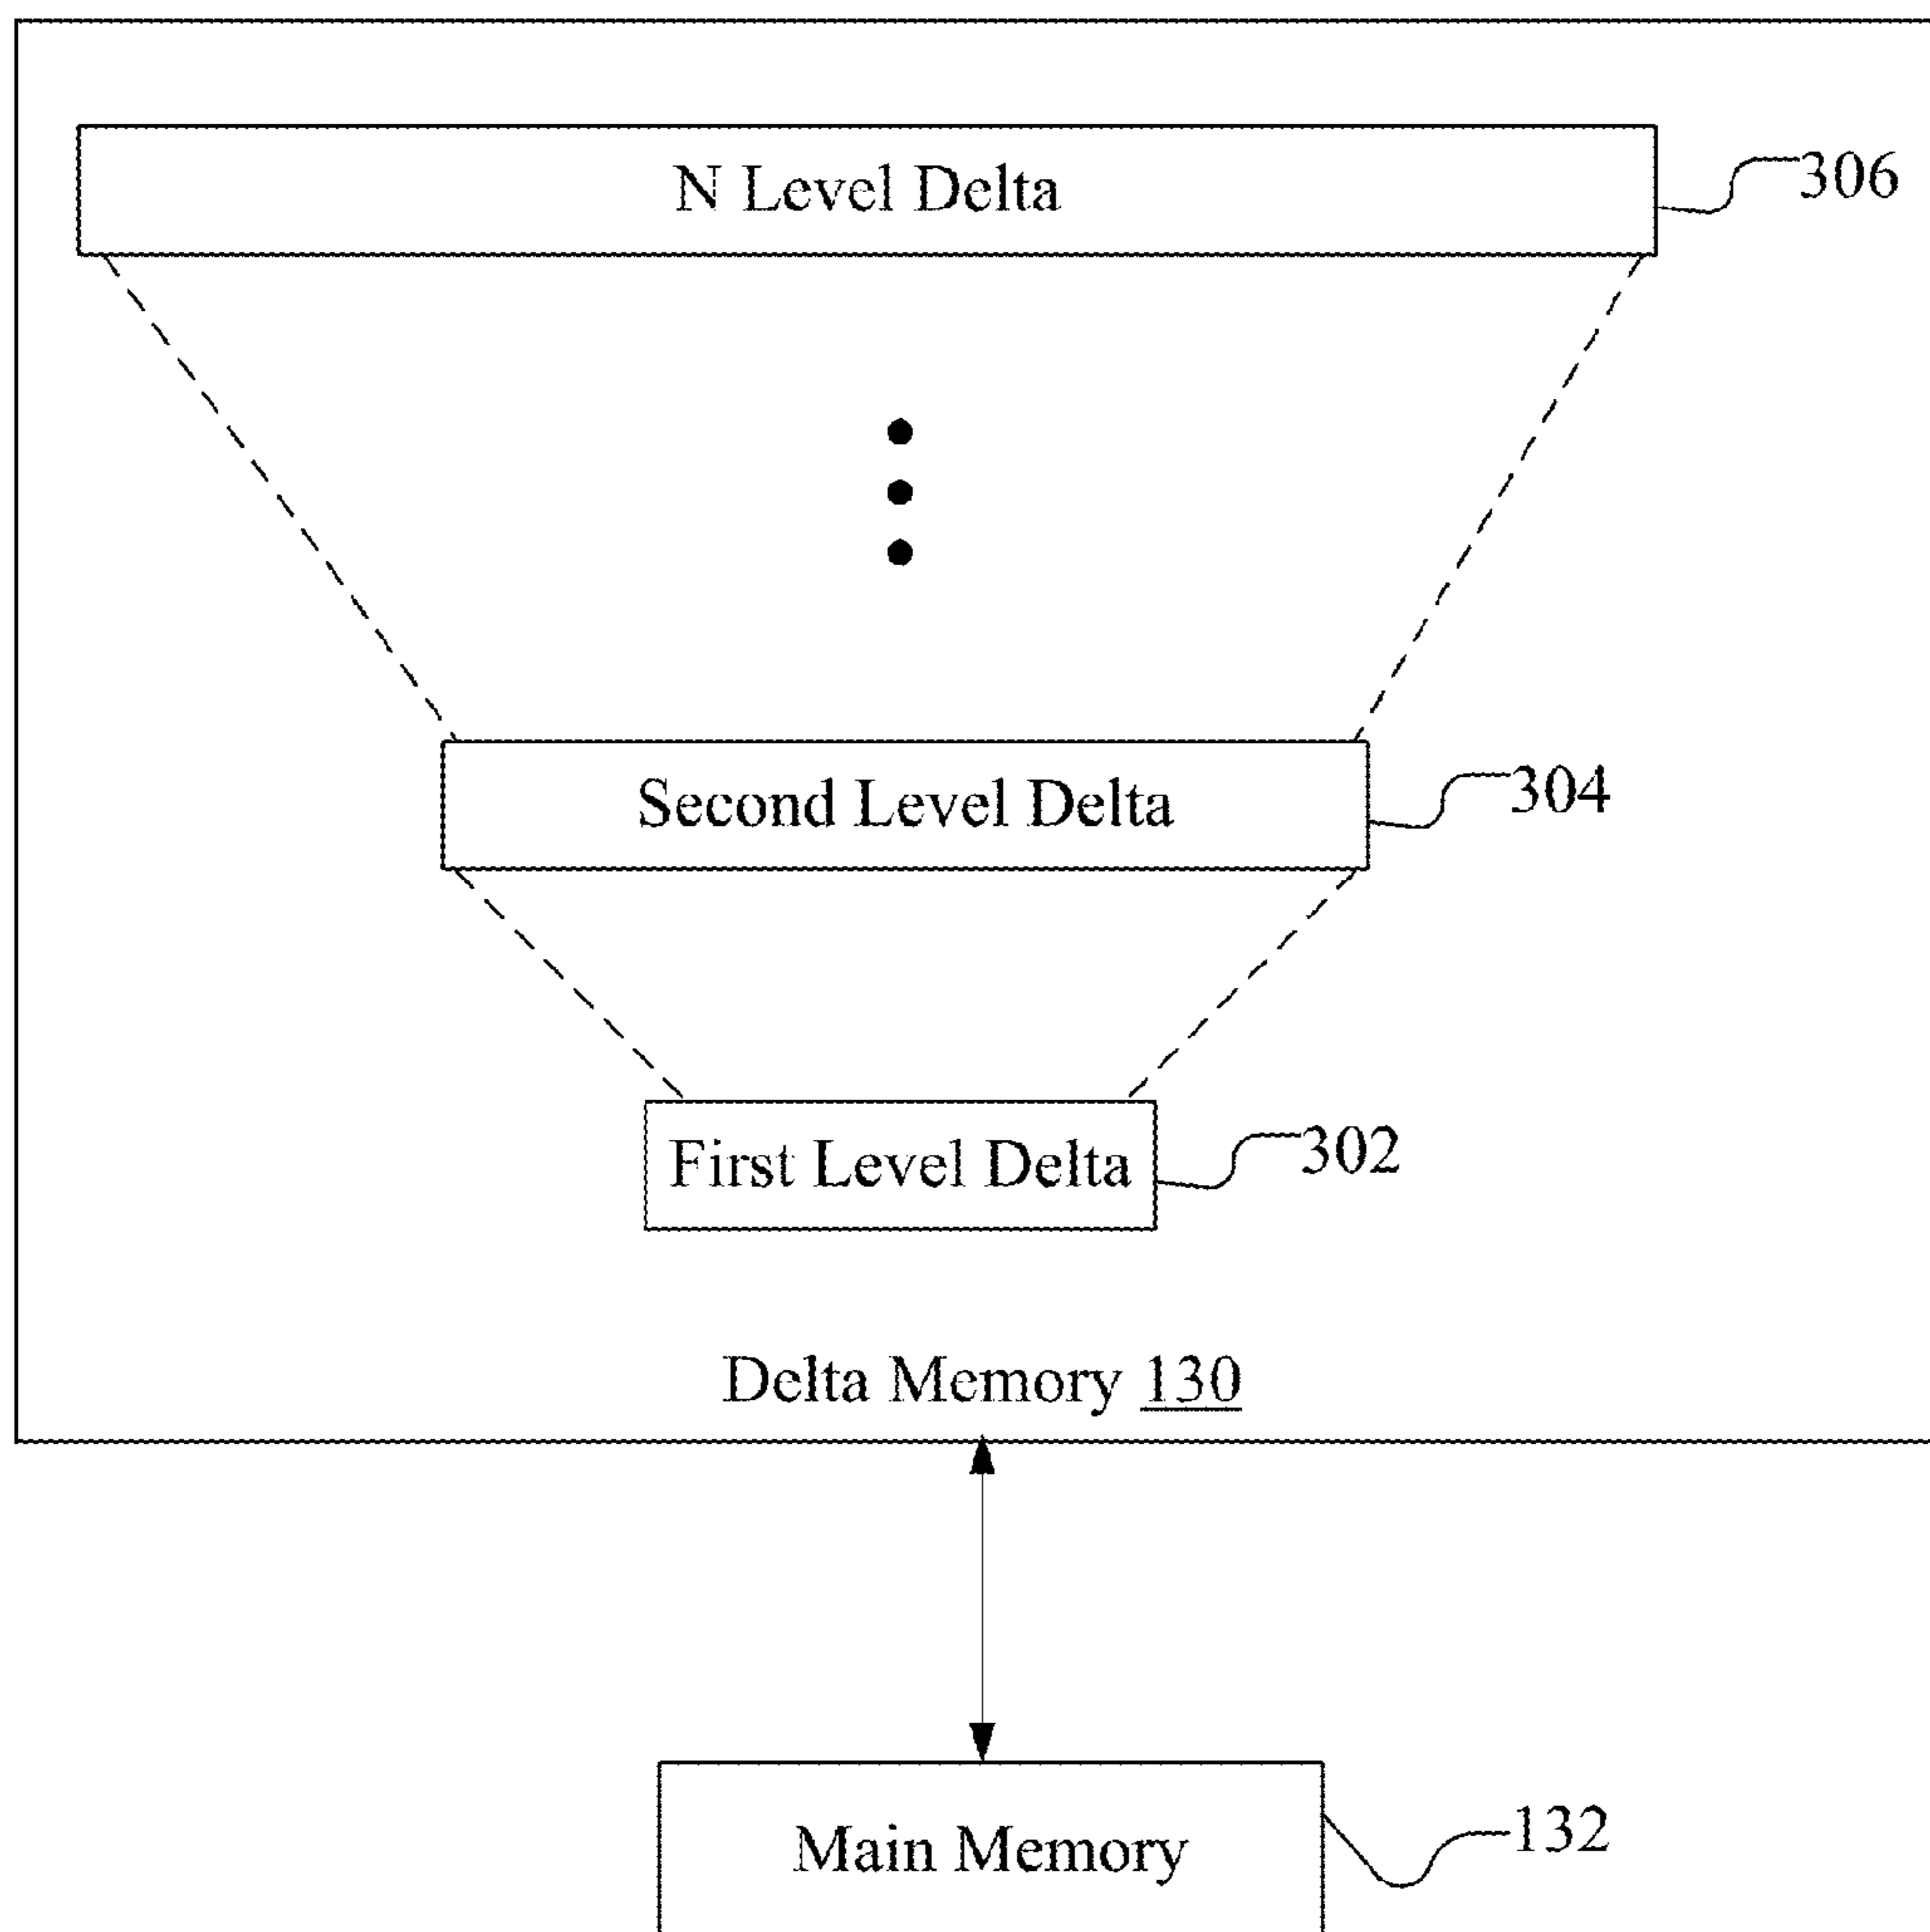 N Level Delta
306
Second Level Delta
304
First Level Delta
302
Delta Memory 130
Main Memory
132